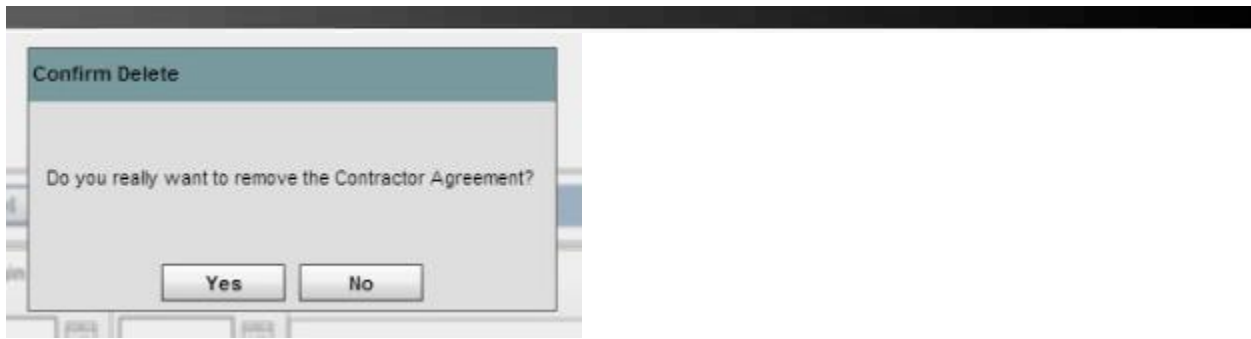 Confirm Delete
Do you really want to remove the Contractor Agreement?
Yes No